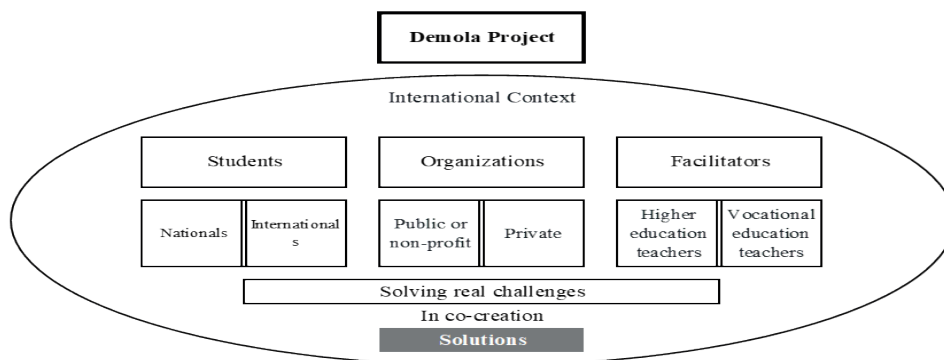 Demola Project
International Context
Students
Organizations
Facilitators
Nationals
International
s
Public or
non-profit
Private
Higher
education
teachers
Vocational
education
teachers
Solving real challenges
In co-creation
Solutions